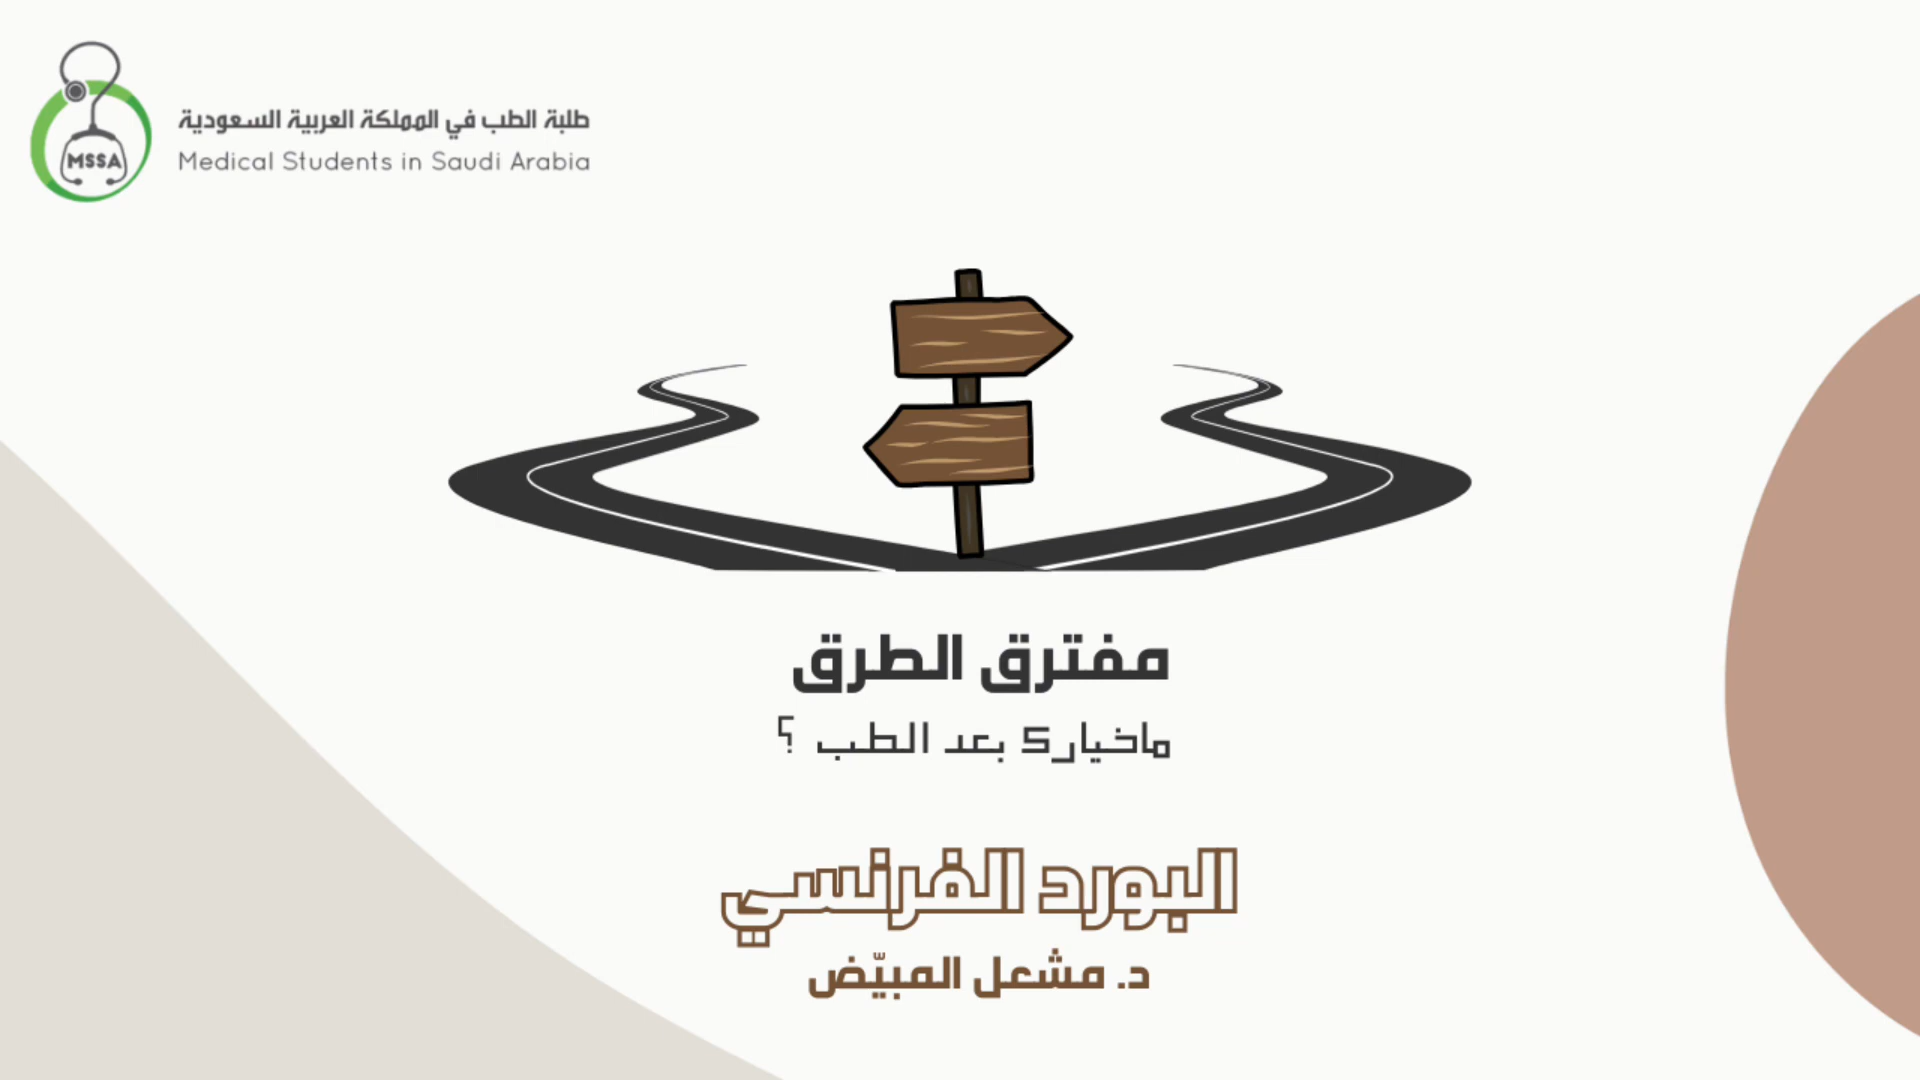 طلبة الطب في المملكة العربية السعودية
Medical Students in Saudi Arabia
MSSA
مفترق الطرق
ماخيارك بعد الطب ؟
البورد الفرنسي
د. مشعل المبيّض